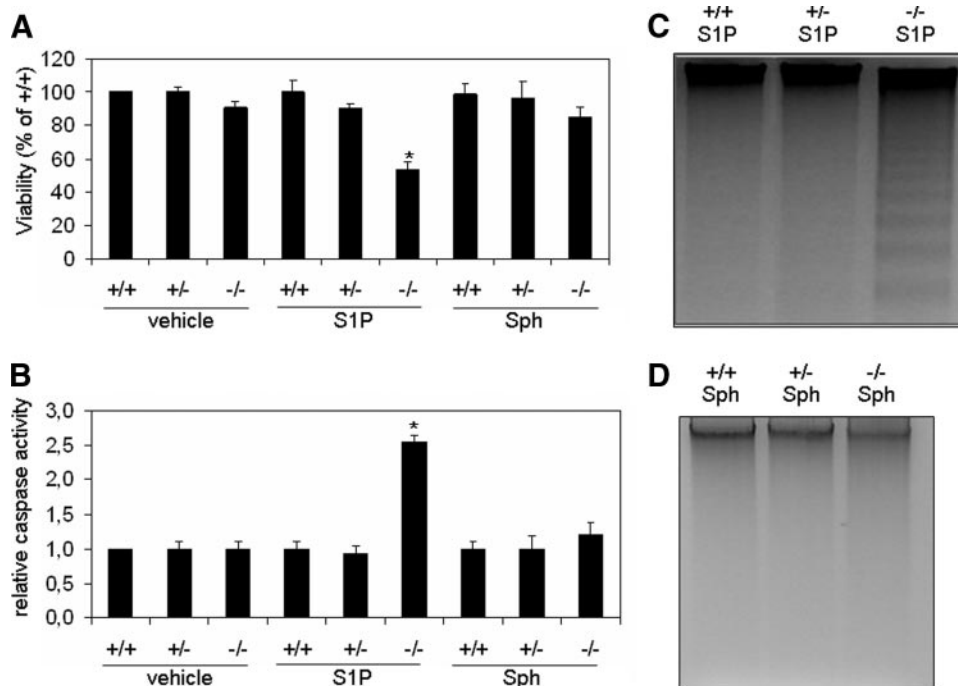 A
Viability (% of +/+)
120
100
80
60
40
20
0
*
+/+ +/- -/- +/+ +/- -/- +/+ +/- -/-
vehicle S1P Sph
B
relative caspase activity
3,0
2,5
2,0
1,5
1,0
0,5
0,0
*
+/+ +/- -/- +/+ +/- -/- +/+ +/- -/-
vehicle S1P Sph
C
+/+ +/- -/-
S1P S1P S1P
D
+/+ +/- -/-
Sph Sph Sph